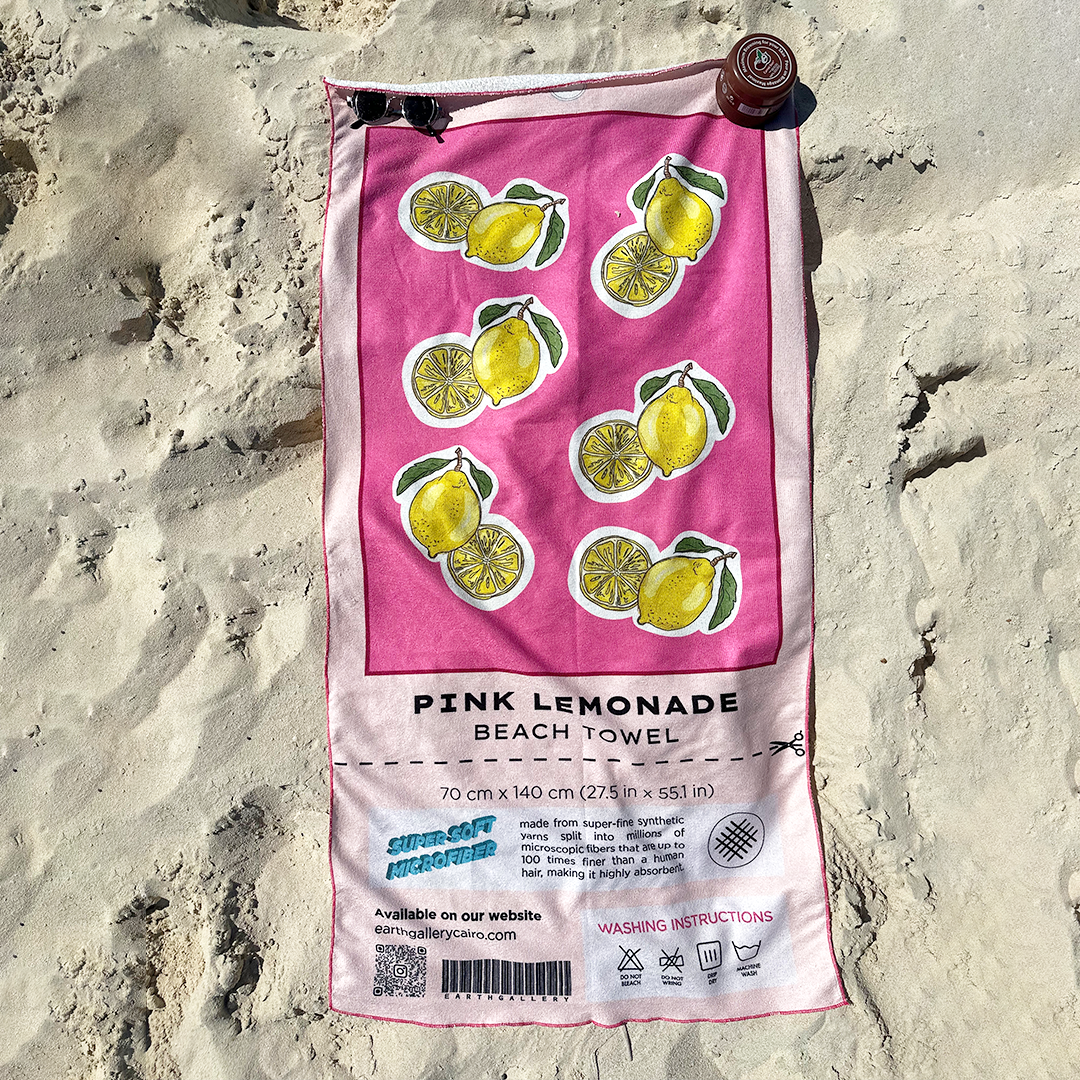 PINK LEMONADE
BEACH TOWEL
70 cm x 140 cm (27.5 in × 55.1 in)
SUPER SOFT
MICROFIBER
made from super-fine synthetic
yarns split into millions of
microscopic fibers that are up to
100 times finer than a human
hair, making it highly absorbent.
Available on our website
earthgallerycairo.com
EARTHGALLERY
WASHING INSTRUCTIONS
DO NOT
BLEACH
DO NOT
WRING
DRIP
DRY
MACHINE
WASH